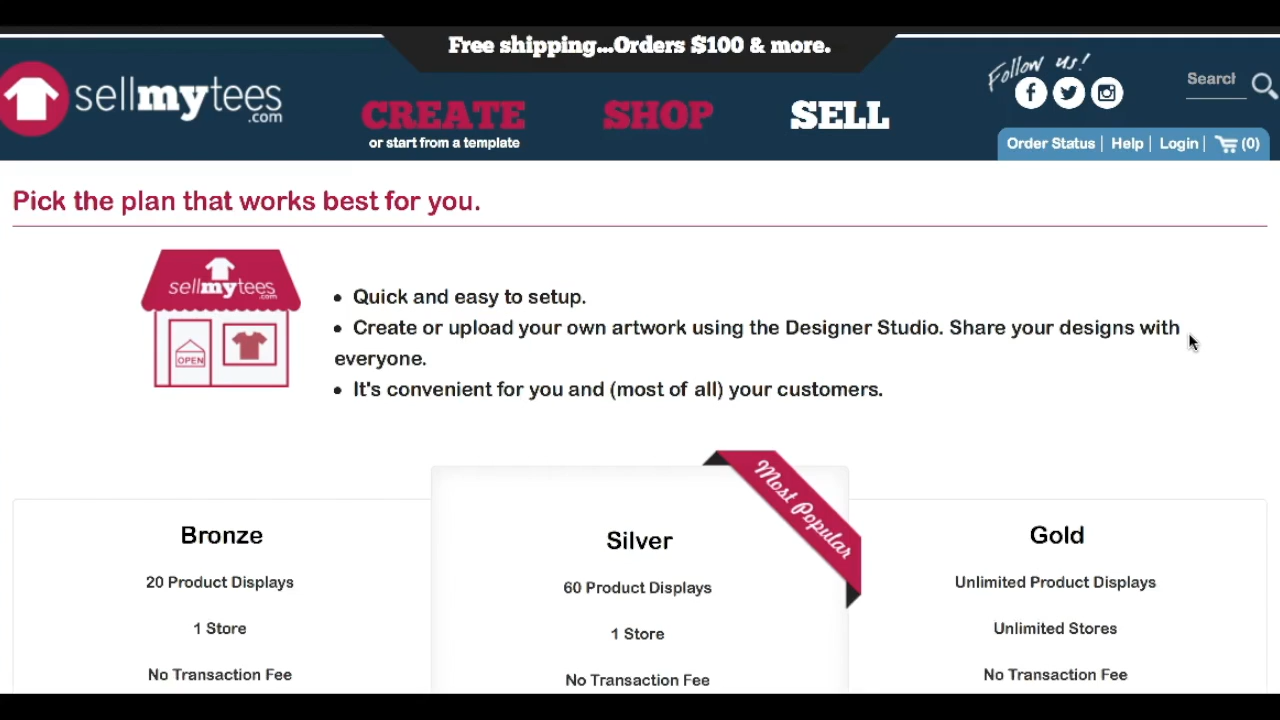 Free shipping...Orders $100 & more.
sellmytees
.com
CREATE
or start from a template
SHOP
SELL
Follow us!
Search
Order Status | Help | Login | (0)
Pick the plan that works best for you.
sellmytees
.com
OPEN
• Quick and easy to setup.
• Create or upload your own artwork using the Designer Studio. Share your designs with
everyone.
• It's convenient for you and (most of all) your customers.
Most Popular
Bronze
20 Product Displays
1 Store
No Transaction Fee
Silver
60 Product Displays
1 Store
No Transaction Fee
Gold
Unlimited Product Displays
Unlimited Stores
No Transaction Fee